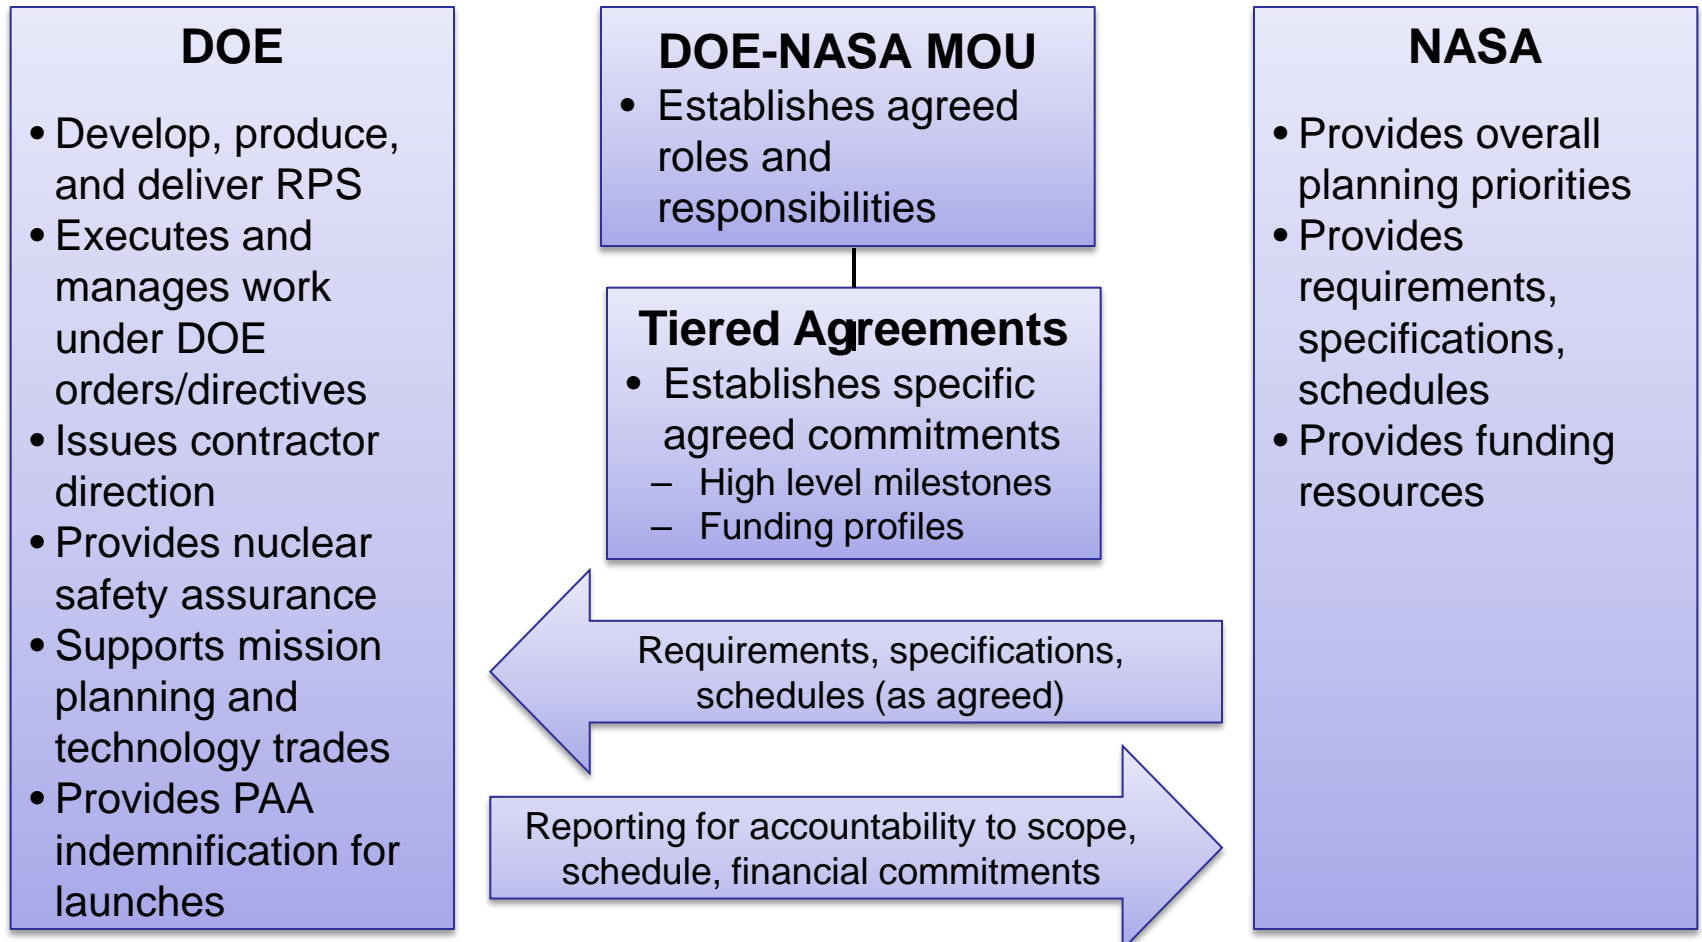 DOE
• Develop, produce,
and deliver RPS
• Executes and
manages work
under DOE
orders/directives
• Issues contractor
direction
• Provides nuclear
safety assurance
• Supports mission
planning and
technology trades
• Provides PAA
indemnification for
launches
DOE-NASA MOU
• Establishes agreed
roles and
responsibilities
Tiered Agreements
• Establishes specific
agreed commitments
– High level milestones
– Funding profiles
Requirements, specifications,
schedules (as agreed)
Reporting for accountability to scope,
schedule, financial commitments
NASA
• Provides overall
planning priorities
• Provides
requirements,
specifications,
schedules
• Provides funding
resources